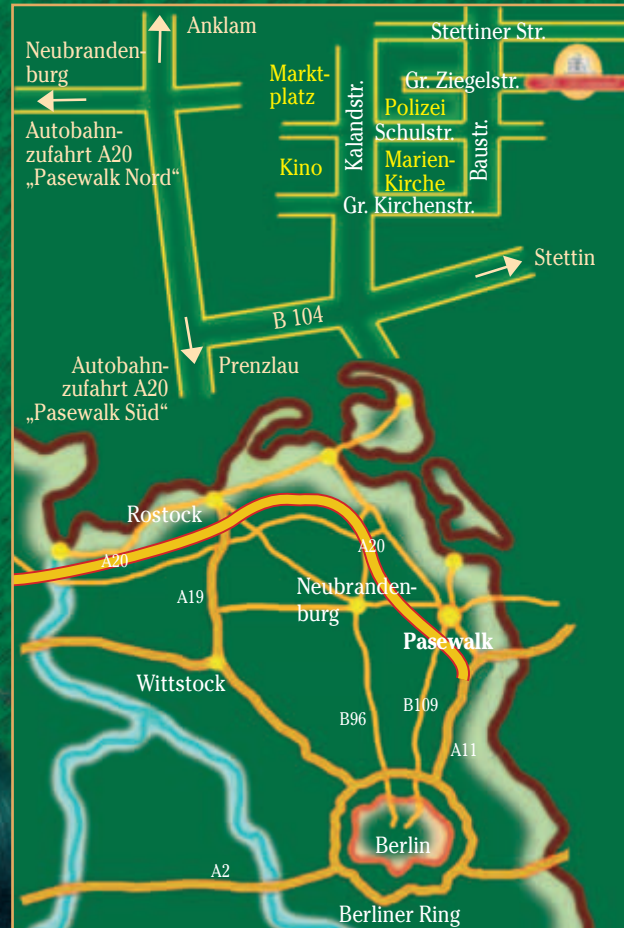 Anklam
Neubranden-
burg
Autobahn-
zufahrt A20
„Pasewalk Nord“
Stettiner Str.
Markt-
platz
Gr. Ziegelstr.
Polizei
Kalandstr.
Schulstr.
Baustr.
Kino
Marien-
Kirche
Gr. Kirchenstr.
Stettin
B 104
Autobahn-
zufahrt A20
„Pasewalk Süd“
Prenzlau
Rostock
A20
A20
A19
Neubranden-
burg
Pasewalk
Wittstock
B96
B109
A11
Berlin
A2
Berliner Ring